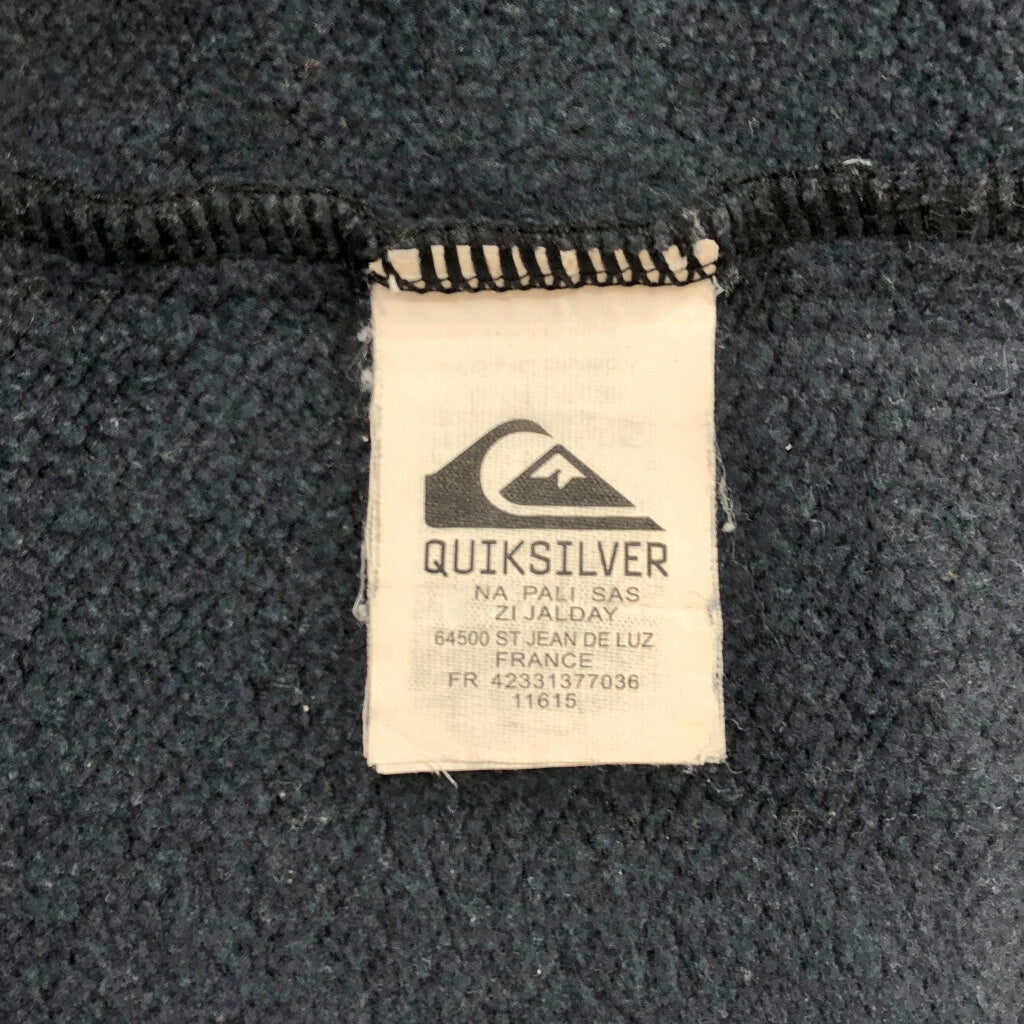 QUIKSILVER
NA PALI SAS
ZI JALDAY
64500 ST JEAN DE LUZ
FRANCE
FR 42331377036
11615